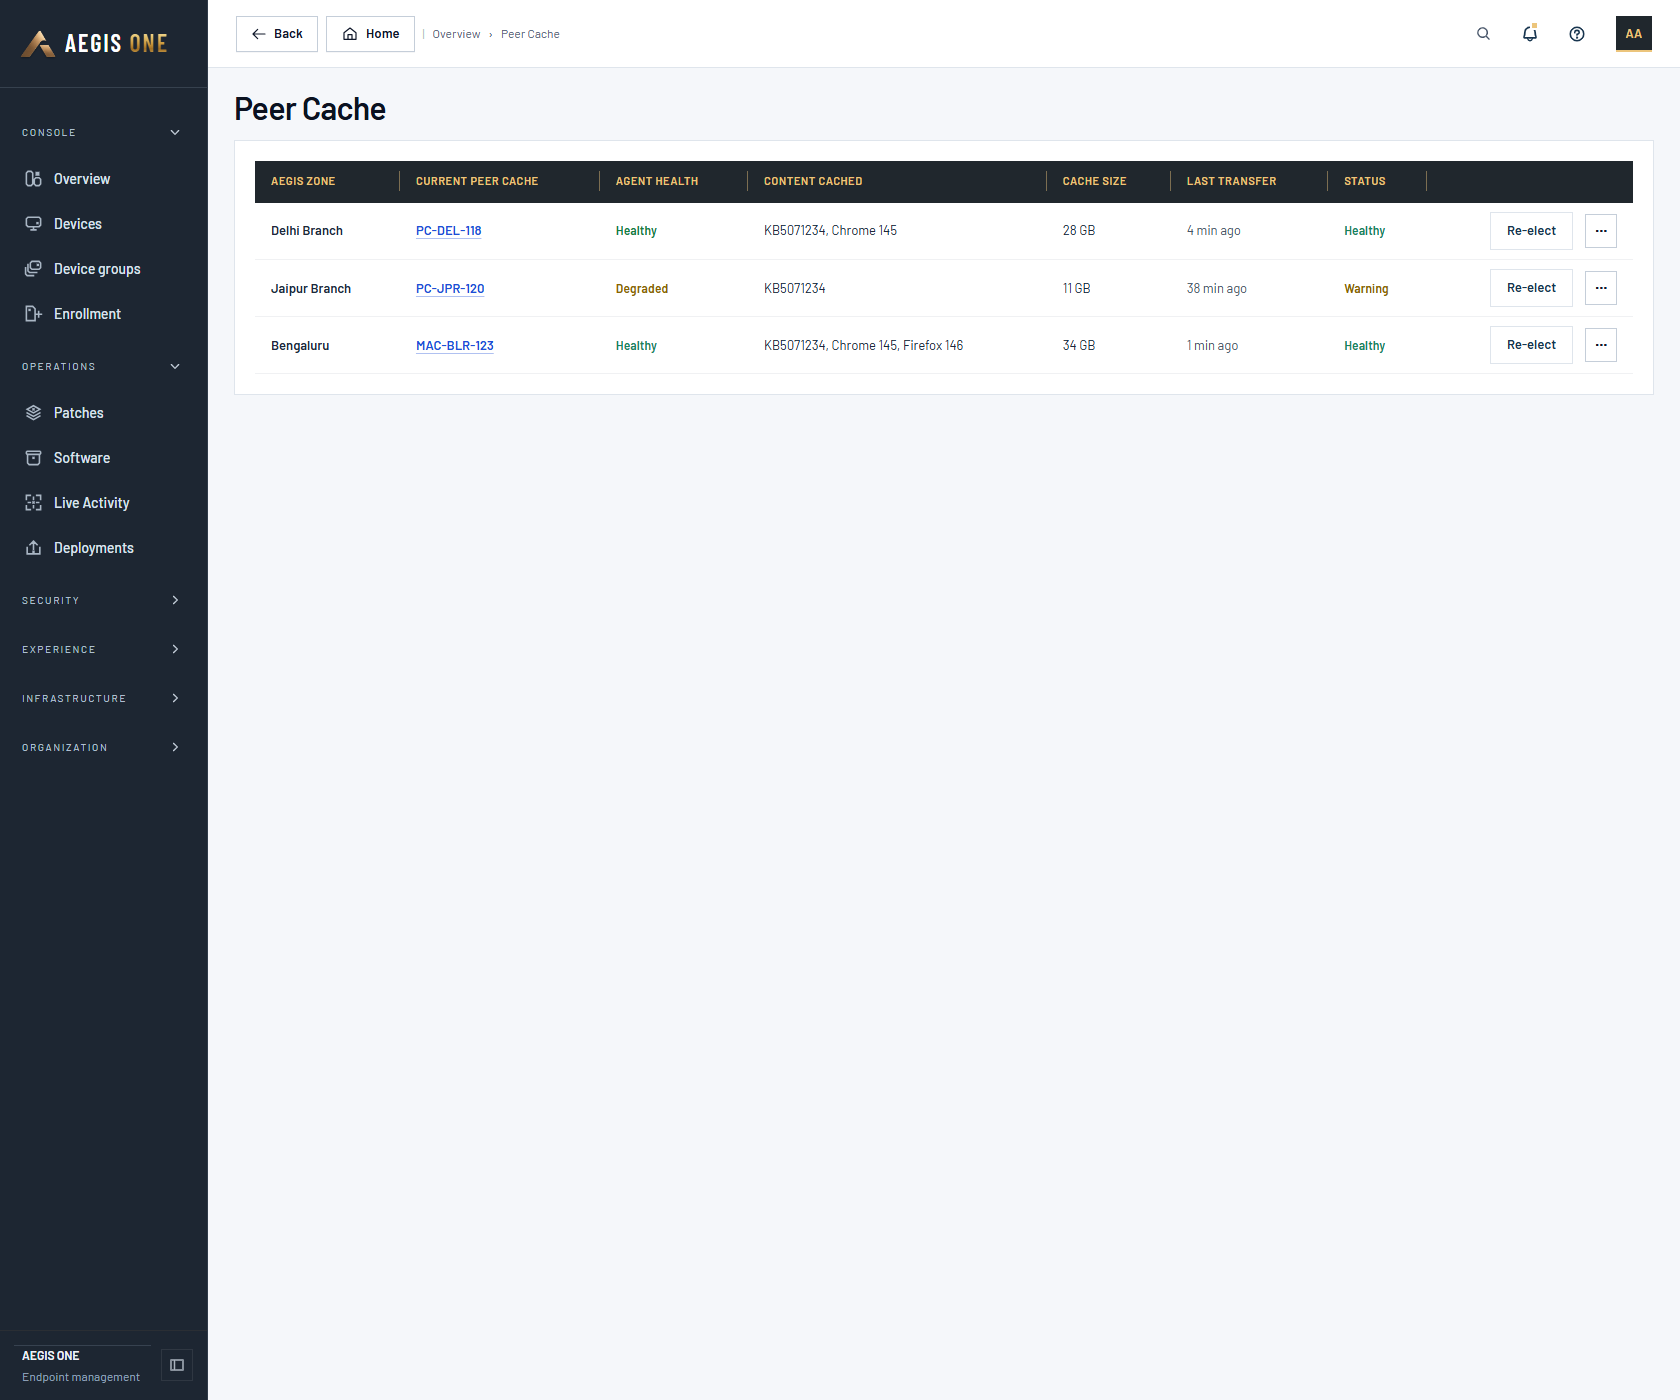 AEGIS ONE
Back
Home
Overview › Peer Cache
AA
CONSOLE
Overview
Devices
Device groups
Enrollment
OPERATIONS
Patches
Software
Live Activity
Deployments
SECURITY
EXPERIENCE
INFRASTRUCTURE
ORGANIZATION
AEGIS ONE
Endpoint management
Peer Cache
AEGIS ZONE CURRENT PEER CACHE AGENT HEALTH CONTENT CACHED CACHE SIZE LAST TRANSFER STATUS
Delhi Branch PC-DEL-118 Healthy KB5071234, Chrome 145 28 GB 4 min ago Healthy Re-elect ...
Jaipur Branch PC-JPR-120 Degraded KB5071234 11 GB 38 min ago Warning Re-elect ...
Bengaluru MAC-BLR-123 Healthy KB5071234, Chrome 145, Firefox 146 34 GB 1 min ago Healthy Re-elect ...